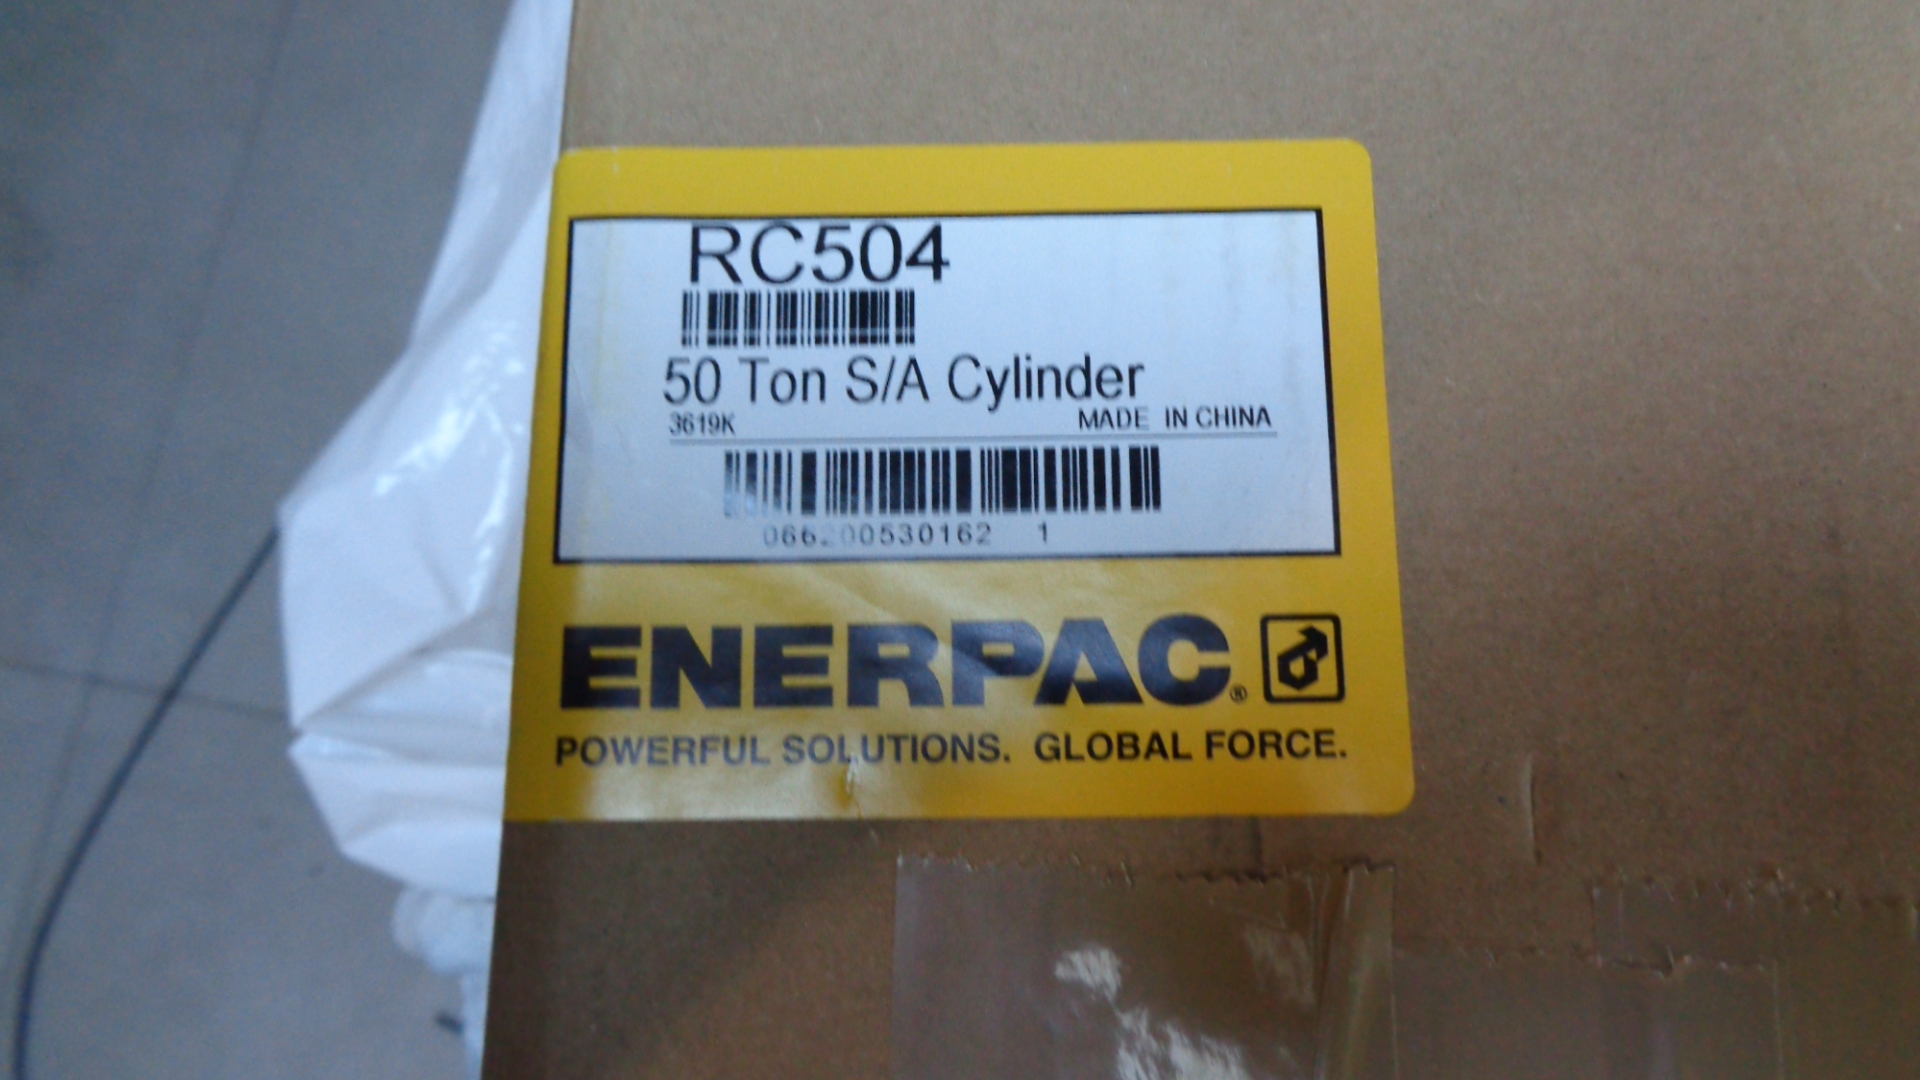 RC504
50 Ton S/A Cylinder
3619K MADE IN CHINA
066200530162 1
ENERPAC®
POWERFUL SOLUTIONS. GLOBAL FORCE.